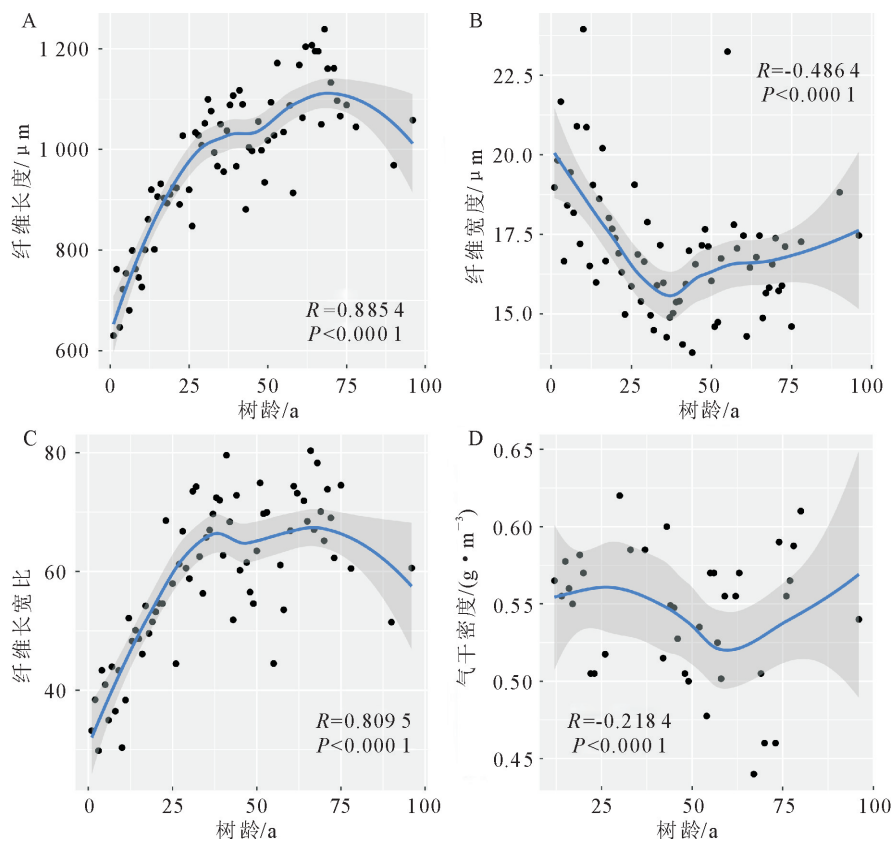 A
1 200
1 000
800
600
纤维长度/μm
R=0.885 4
P<0.000 1
0
25
50
75
100
树龄/a
B
22.5
20.0
17.5
15.0
纤维宽度/μm
R=-0.486 4
P<0.000 1
0
25
50
75
100
树龄/a
C
80
60
40
纤维长宽比
R=0.809 5
P<0.000 1
0
25
50
75
100
树龄/a
D
0.65
0.60
0.55
0.50
0.45
气干密度/(g·m⁻³)
R=-0.218 4
P<0.000 1
25
50
75
100
树龄/a